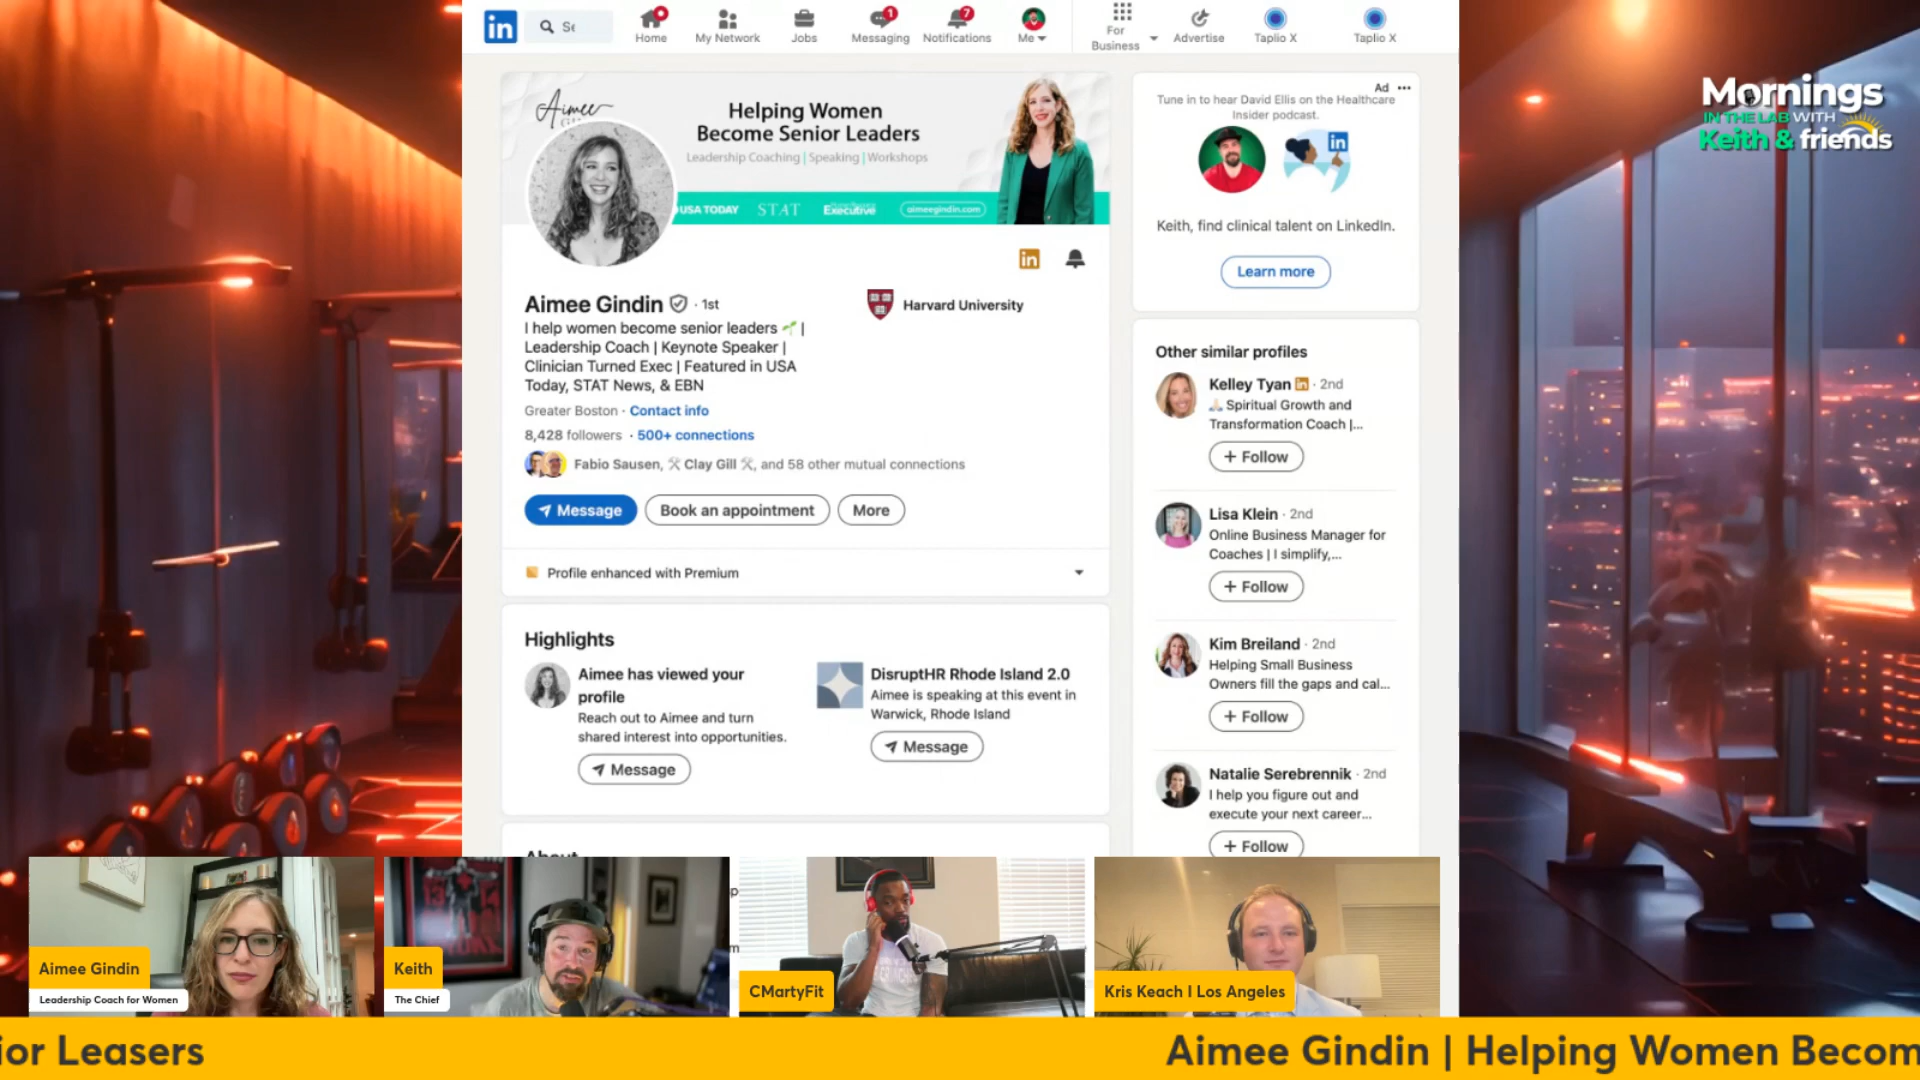 Se
Home
My Network
Jobs
1
Messaging
7
Notifications
Me
For
Business
Advertise
Taplio X
Taplio X
Mornings
IN THE LAB WITH
Keith & friends
Aimee
Helping Women
Become Senior Leaders
Leadership Coaching | Speaking | Workshops
USA TODAY
STAT
Executive
aimeegindin.com
Aimee Gindin · 1st
I help women become senior leaders 🌱 |
Leadership Coach | Keynote Speaker |
Clinician Turned Exec | Featured in USA
Today, STAT News, & EBN
Harvard University
Greater Boston · Contact info
8,428 followers · 500+ connections
Fabio Sausen, 🛠 Clay Gill 🛠, and 58 other mutual connections
Message
Book an appointment
More
Profile enhanced with Premium
Highlights
Aimee has viewed your
profile
Reach out to Aimee and turn
shared interest into opportunities.
Message
DisruptHR Rhode Island 2.0
Aimee is speaking at this event in
Warwick, Rhode Island
Message
About
Ad ...
Tune in to hear David Ellis on the Healthcare
Insider podcast.
in
Keith, find clinical talent on LinkedIn.
Learn more
Other similar profiles
Kelley Tyan in · 2nd
🙏🏻 Spiritual Growth and
Transformation Coach |...
+ Follow
Lisa Klein · 2nd
Online Business Manager for
Coaches | I simplify,...
+ Follow
Kim Breiland · 2nd
Helping Small Business
Owners fill the gaps and cal...
+ Follow
Natalie Serebrennik · 2nd
I help you figure out and
execute your next career...
+ Follow
Aimee Gindin
Leadership Coach for Women
Keith
The Chief
CMartyFit
Kris Keach I Los Angeles
ior Leasers
Aimee Gindin | Helping Women Becom